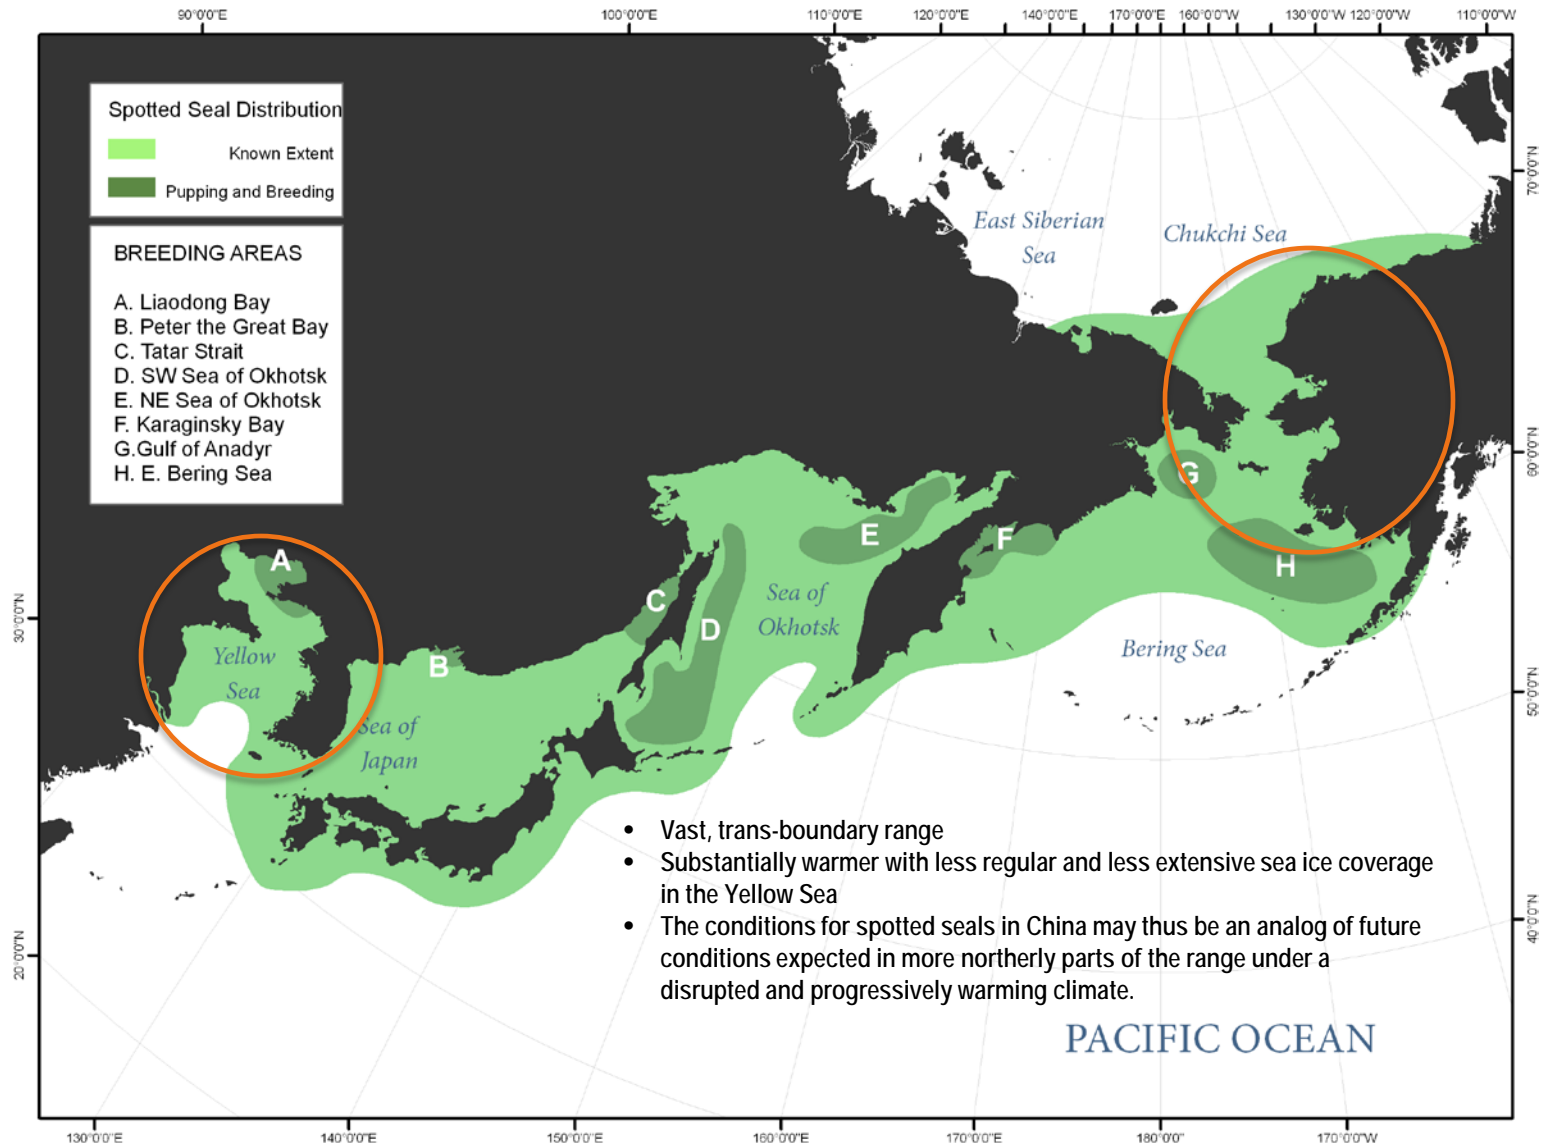 90°0'0"E
100°0'0"E
110°0'0"E
120°0'0"E
140°0'0"E
170°0'0"E
160°0'0"W
130°0'0"W
120°0'0"W
110°0'0"W
Spotted Seal Distribution
Known Extent
Pupping and Breeding
BREEDING AREAS
A. Liaodong Bay
B. Peter the Great Bay
C. Tatar Strait
D. SW Sea of Okhotsk
E. NE Sea of Okhotsk
F. Karaginsky Bay
G.Gulf of Anadyr
H. E. Bering Sea
East Siberian
Sea
Chukchi Sea
70°0'0"N
60°0'0"N
50°0'0"N
40°0'0"N
30°0'0"N
20°0'0"N
A
B
C
D
E
F
G
H
Yellow
Sea
Sea of
Japan
Sea of
Okhotsk
Bering Sea
• Vast, trans-boundary range
• Substantially warmer with less regular and less extensive sea ice coverage
in the Yellow Sea
• The conditions for spotted seals in China may thus be an analog of future
conditions expected in more northerly parts of the range under a
disrupted and progressively warming climate.
PACIFIC OCEAN
130°0'0"E
140°0'0"E
150°0'0"E
160°0'0"E
170°0'0"E
180°0'0"
170°0'0"W